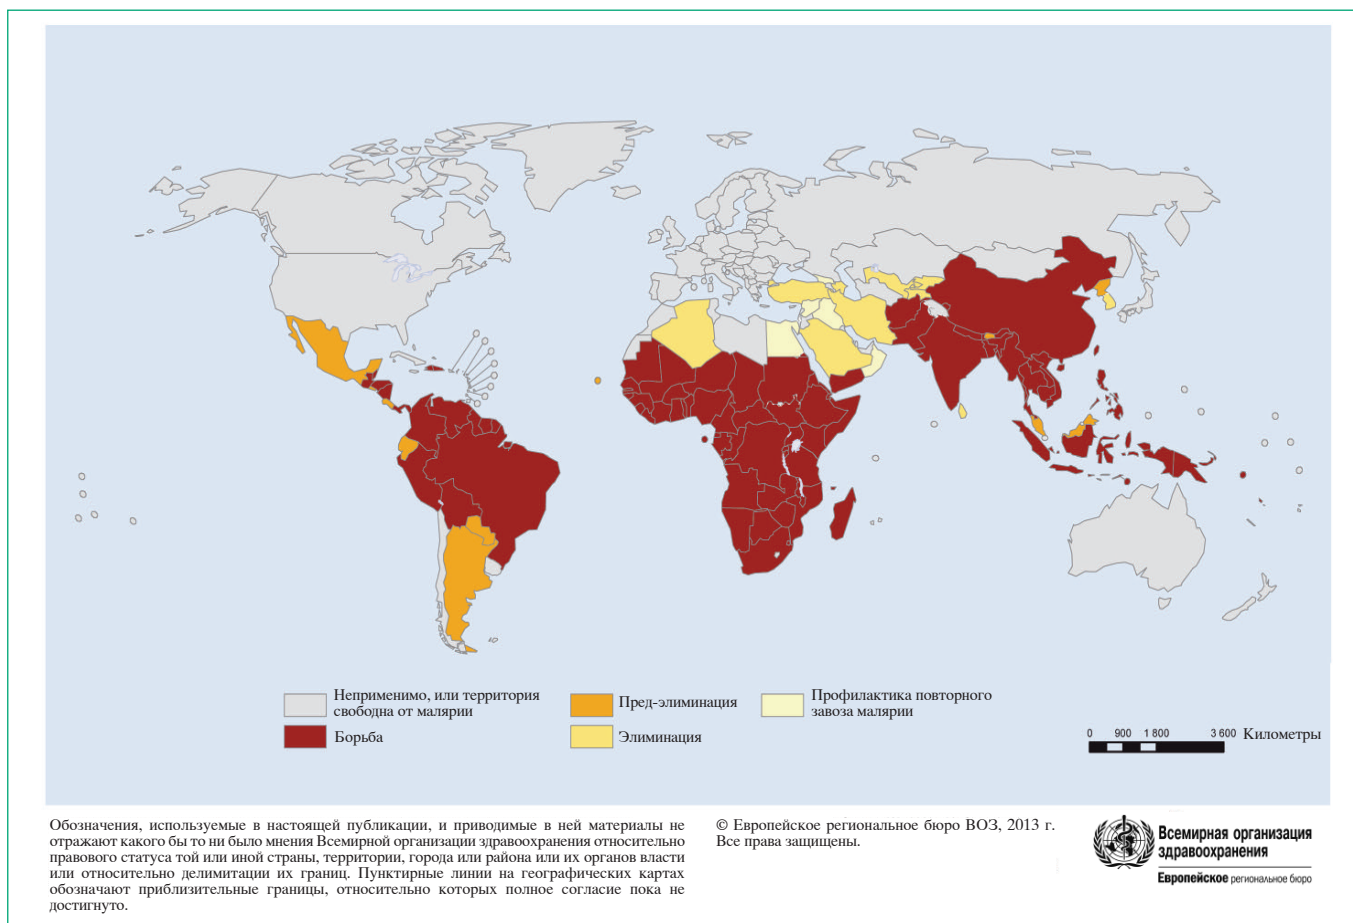 Неприменимо, или территория
свободна от малярии
Борьба
Пред-элиминация
Элиминация
Профилактика повторного
завоза малярии
0 900 1 800 3 600 Километры
Обозначения, используемые в настоящей публикации, и приводимые в ней материалы не
отражают какого бы то ни было мнения Всемирной организации здравоохранения относительно
правового статуса той или иной страны, территории, города или района или их органов власти
или относительно делимитации их границ. Пунктирные линии на географических картах
обозначают приблизительные границы, относительно которых полное согласие пока не
достигнуто.
© Европейское региональное бюро ВОЗ, 2013 г.
Все права защищены.
Всемирная организация
здравоохранения
Европейское региональное бюро